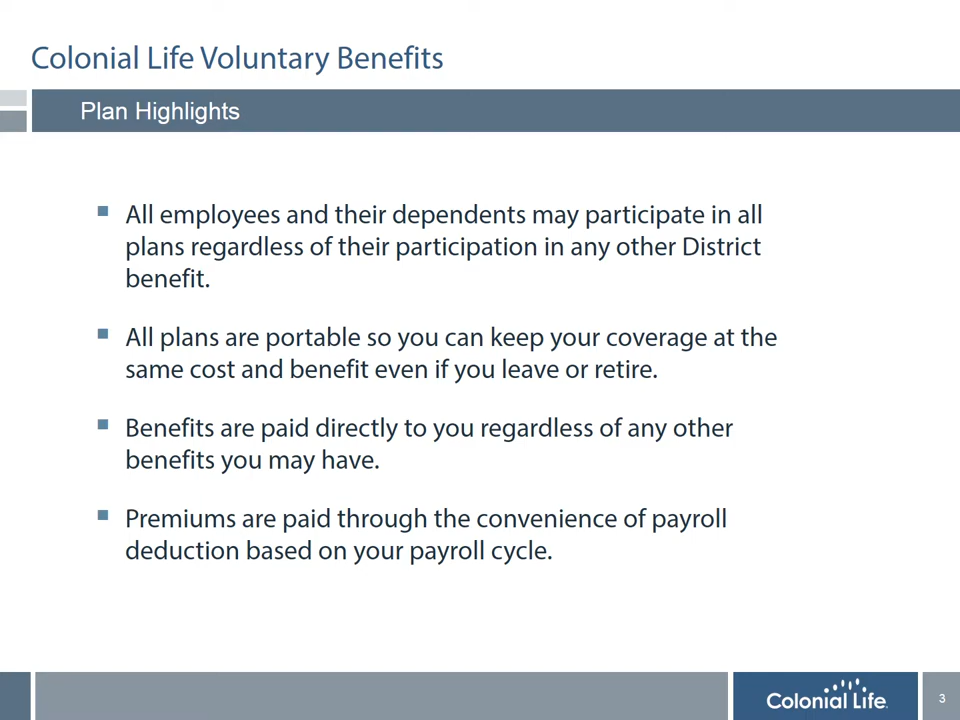 Colonial Life Voluntary Benefits
Plan Highlights
All employees and their dependents may participate in all
plans regardless of their participation in any other District
benefit.
All plans are portable so you can keep your coverage at the
same cost and benefit even if you leave or retire.
Benefits are paid directly to you regardless of any other
benefits you may have.
Premiums are paid through the convenience of payroll
deduction based on your payroll cycle.
Colonial Life.
3